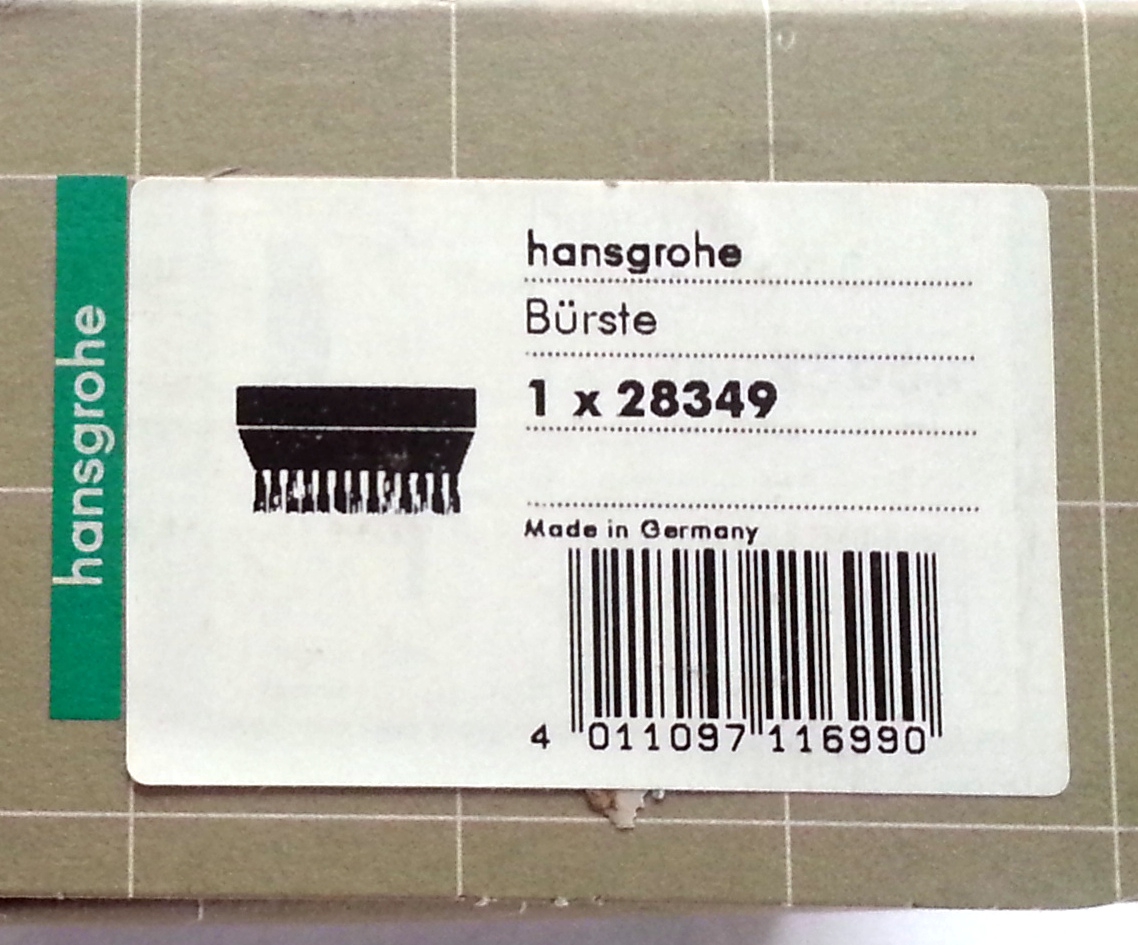 hansgrohe
hansgrohe
Bürste
1 x 28349
Made in Germany
4 011097 116990